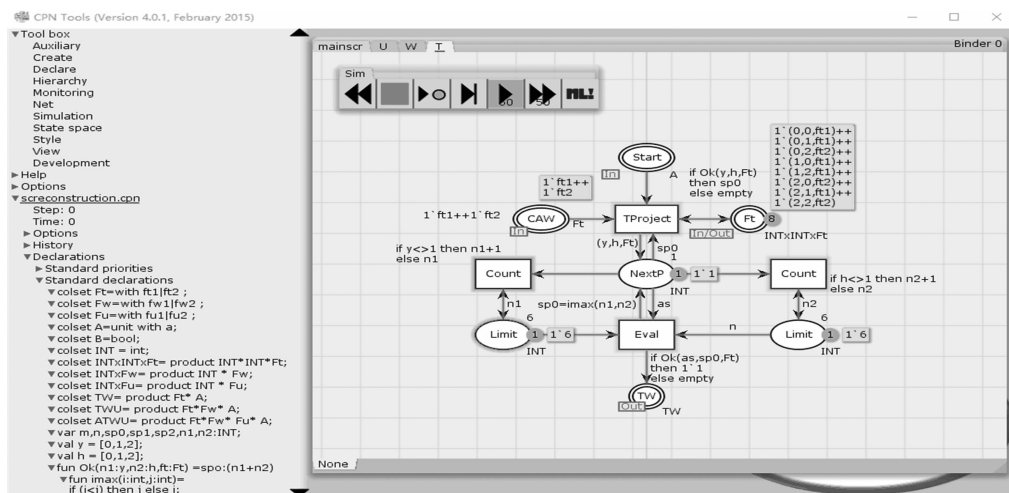 CPN Tools (Version 4.0.1, February 2015)
Tool box
Auxiliary
Create
Declare
Hierarchy
Monitoring
Net
Simulation
State space
Style
View
Development
Help
Options
screconstruction.cpn
Step: 0
Time: 0
Options
History
Declarations
Standard priorities
Standard declarations
colset Ft=with ft1|ft2 ;
colset Fw=with fw1|fw2 ;
colset Fu=with fu1|fu2 ;
colset A=unit with a;
colset B=bool;
colset INT = int;
colset INTxINTxFt= product INT*INT*Ft;
colset INTxFw= product INT * Fw;
colset INTxFu= product INT * Fu;
colset TW= product Ft* A;
colset TWU= product Ft*Fw* A;
colset ATWU= product Ft*Fw* Fu* A;
var m,n,sp0,sp1,sp2,n1,n2:INT;
val y = [0,1,2];
val h = [0,1,2];
fun Ok(n1:y,n2:h,ft:Ft) =spo:(n1+n2)
fun imax(i:int,j:int)=
if (i<j) then j else i;
mainscr U W T
Binder 0
Sim
50 50 ML!
1`(0,0,ft1)++
1`(0,1,ft1)++
1`(0,2,ft2)++
1`(1,0,ft1)++
1`(1,2,ft1)++
1`(2,0,ft2)++
1`(2,1,ft1)++
1`(2,2,ft2)
Start
In
A
if Ok(y,h,Ft)
then sp0
else empty
1`ft1++
1`ft2
1`ft1++1`ft2
CAW
In
Ft
TProject
In/Out
Ft
8
INTxINTxFt
(y,h,Ft)
sp0
1
if y<>1 then n1+1
else n1
Count
NextP
1
1`1
INT
Count
if h<>1 then n2+1
else n2
n1
sp0=imax(n1,n2)
as
n2
6
Limit
1
1`6
INT
Eval
n
6
Limit
1
1`6
INT
if Ok(as,sp0,Ft)
then 1`1
else empty
TW
Out
TW
None